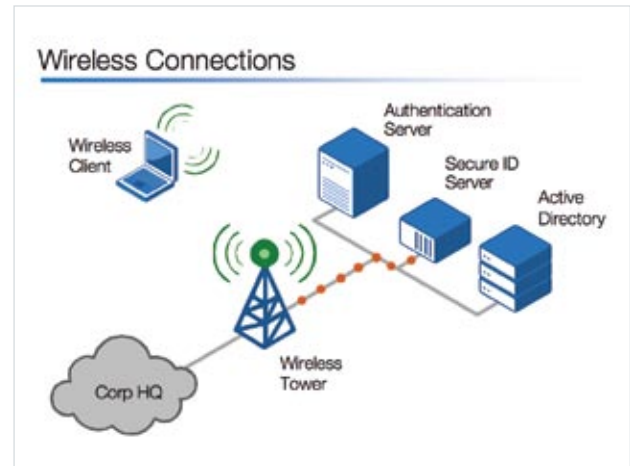 Wireless Connections
Authentication
Server
Wireless
Client
Secure ID
Server
Active
Directory
Wireless
Tower
Corp HQ